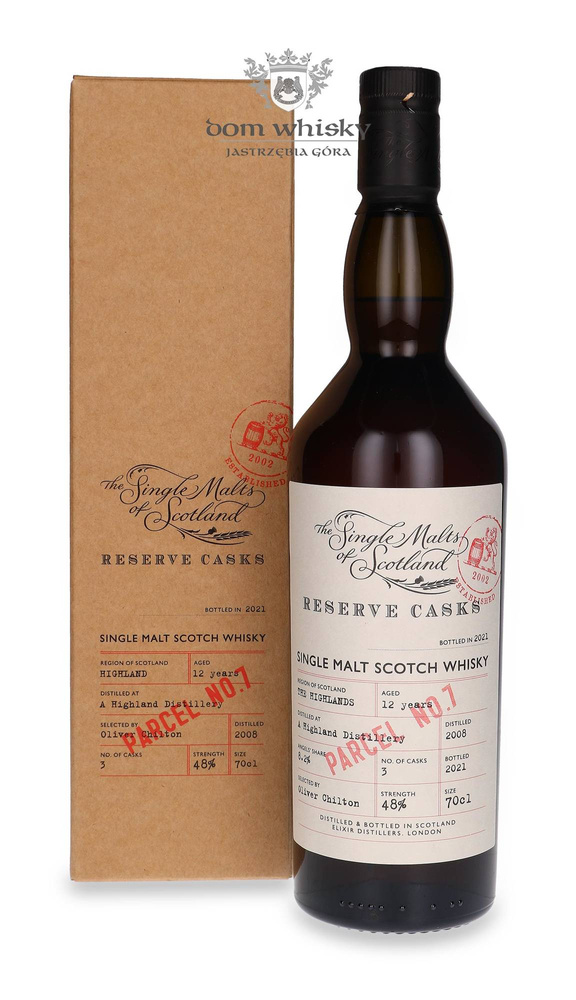 dom whisky
JASTRZĘBIA GÓRA
2002
ESTABLISHED
The Single Malts
of Scotland
RESERVE CASKS
BOTTLED IN 2021
SINGLE MALT SCOTCH WHISKY
REGION OF SCOTLAND
HIGHLAND
AGED
12 years
DISTILLED AT
A Highland Distillery
PARCEL NO.7
SELECTED BY
Oliver Chilton
DISTILLED
2008
NO. OF CASKS
3
STRENGTH
48%
SIZE
70cl
The Single Malts
of Scotland
2002
ESTABLISHED
RESERVE CASKS
BOTTLED IN 2021
SINGLE MALT SCOTCH WHISKY
REGION OF SCOTLAND
THE HIGHLANDS
AGED
12 years
DISTILLED AT
A Highland Distillery
PARCEL NO.7
DISTILLED
2008
ANGELS' SHARE
8.2%
NO. OF CASKS
3
BOTTLED
2021
SELECTED BY
Oliver Chilton
STRENGTH
48%
SIZE
70cl
DISTILLED & BOTTLED IN SCOTLAND
ELIXIR DISTILLERS. LONDON